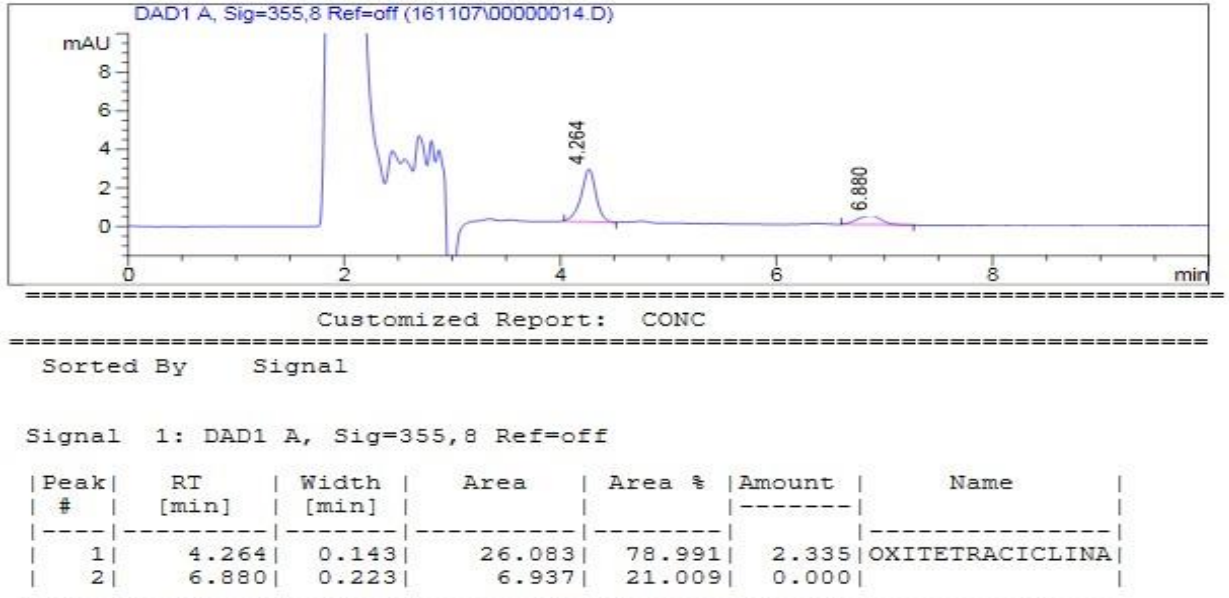 DAD1 A, Sig=355,8 Ref=off (161107\00000014.D)
mAU
8
6
4
2
0
4.264
6.880
0 2 4 6 8 min
==========================================================================
Customized Report: CONC
==========================================================================
Sorted By Signal
Signal 1: DAD1 A, Sig=355,8 Ref=off
|Peak| RT | Width | Area | Area % |Amount | Name |
| # | [min] | [min] | | |-------| |
|----|---------|-------|----------|--------| |--------------|
| 1| 4.264| 0.143| 26.083| 78.991| 2.335|OXITETRACICLINA|
| 2| 6.880| 0.223| 6.937| 21.009| 0.000| |